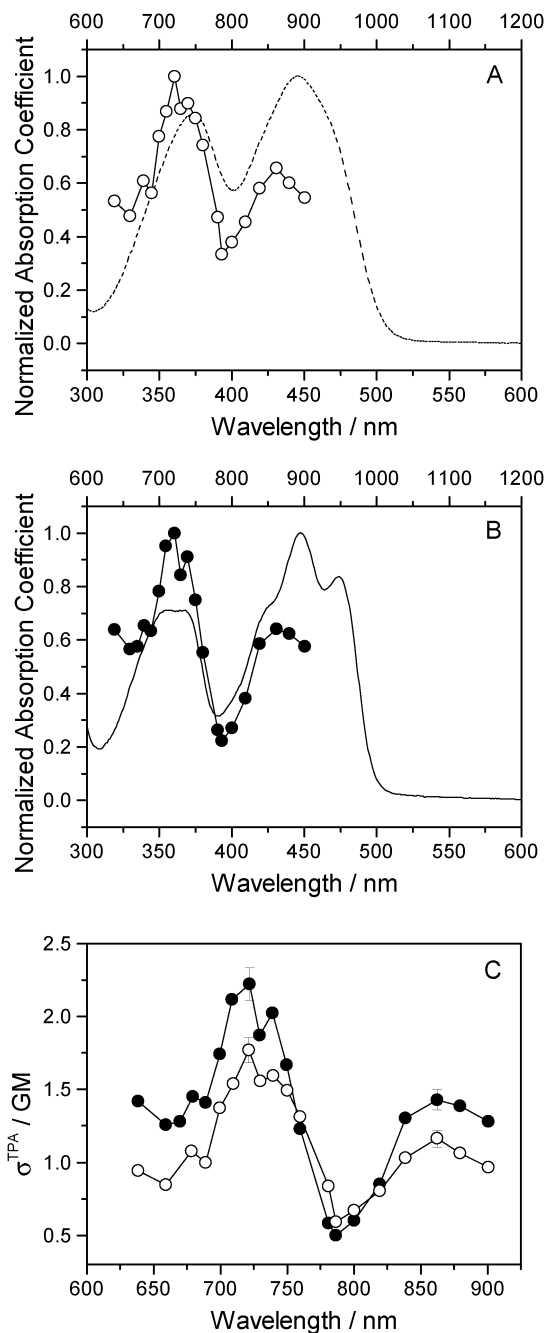 600 700 800 900 1000 1100 1200
A
Normalized Absorption Coefficient
1.0
0.8
0.6
0.4
0.2
0.0
300 350 400 450 500 550 600
Wavelength / nm
600 700 800 900 1000 1100 1200
B
Normalized Absorption Coefficient
1.0
0.8
0.6
0.4
0.2
0.0
300 350 400 450 500 550 600
Wavelength / nm
C
σTPA / GM
2.5
2.0
1.5
1.0
0.5
600 650 700 750 800 850 900
Wavelength / nm